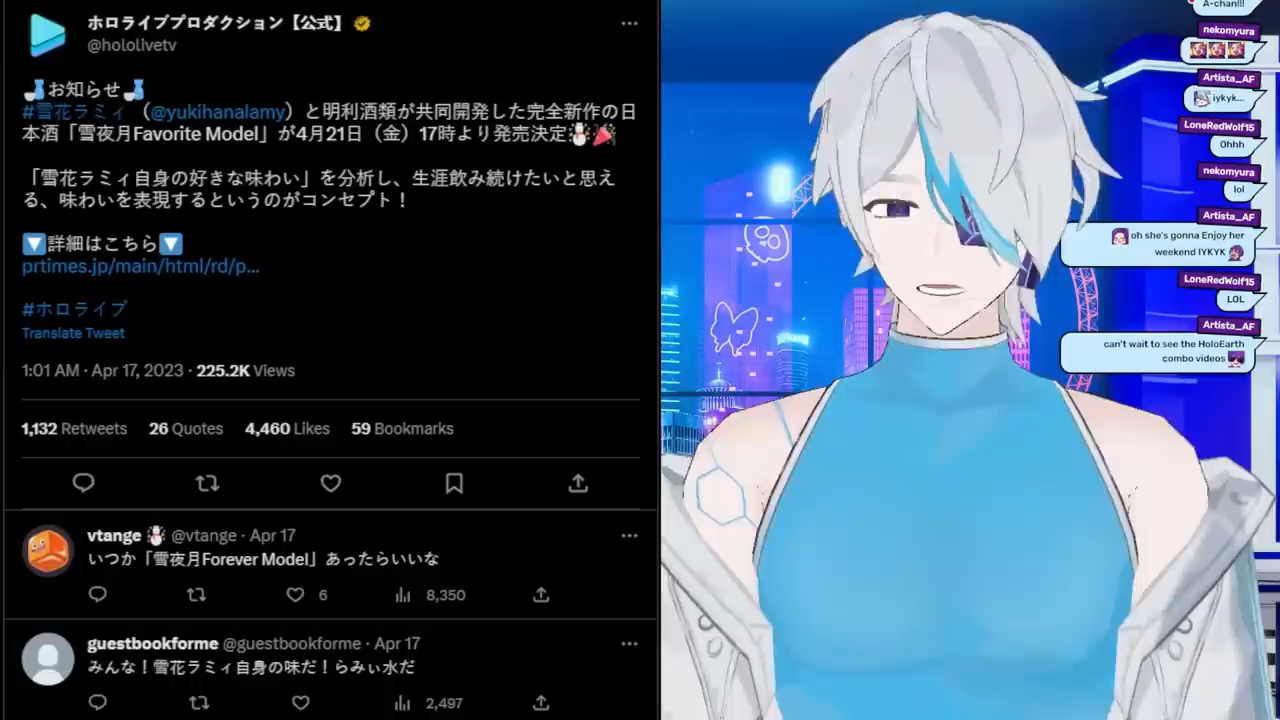 ホロライブプロダクション【公式】
@hololivetv
🍶お知らせ🍶
#雪花ラミィ （@yukihanalamy）と明利酒類が共同開発した完全新作の日
本酒「雪夜月Favorite Model」が4月21日（金）17時より発売決定☃🎉
「雪花ラミィ自身の好きな味わい」を分析し、生涯飲み続けたいと思え
る、味わいを表現するというのがコンセプト！
🔽詳細はこちら🔽
prtimes.jp/main/html/rd/p...
#ホロライブ
Translate Tweet
1:01 AM · Apr 17, 2023 · 225.2K Views
1,132 Retweets 26 Quotes 4,460 Likes 59 Bookmarks
vtange ☃ @vtange · Apr 17
いつか「雪夜月Forever Model」あったらいいな
6 8,350
guestbookforme @guestbookforme · Apr 17
みんな！雪花ラミィ自身の味だ！らみぃ水だ
2,497
A-chan!!!
nekomyura
Artista_AF
iykyk...
LoneRedWolf15
Ohhh
nekomyura
lol
Artista_AF
oh she's gonna Enjoy her
weekend IYKYK
LoneRedWolf15
LOL
Artista_AF
can't wait to see the HoloEarth
combo videos